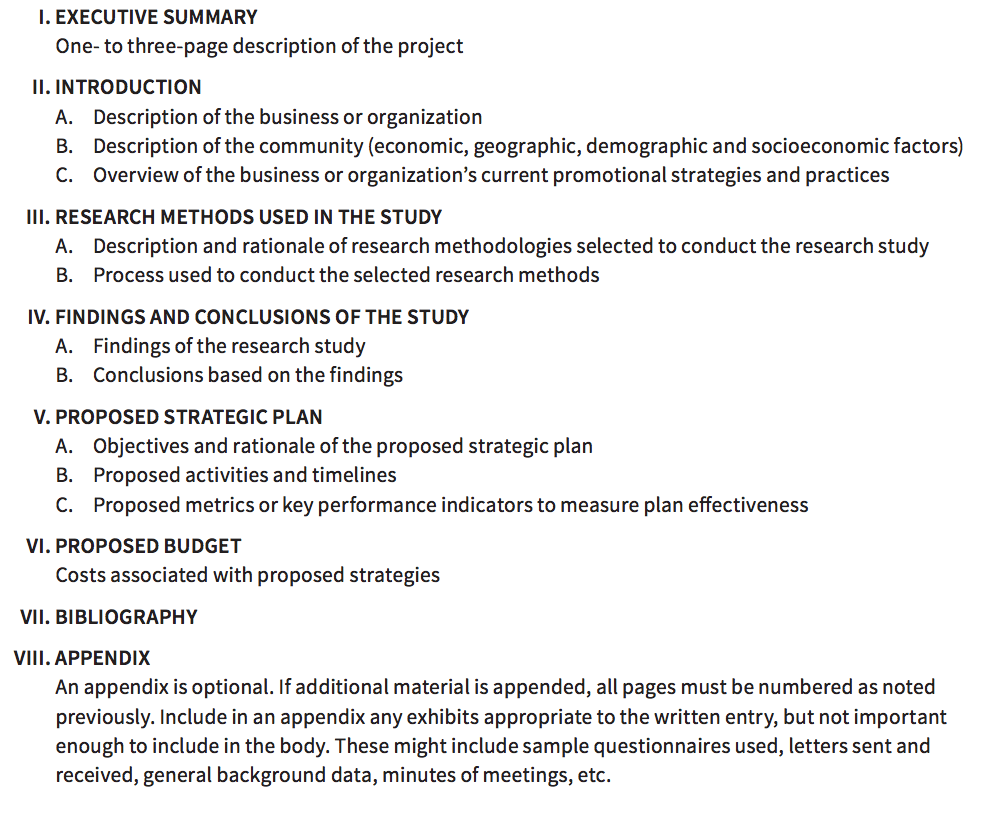 I. EXECUTIVE SUMMARY
One- to three-page description of the project
II. INTRODUCTION
A. Description of the business or organization
B. Description of the community (economic, geographic, demographic and socioeconomic factors)
C. Overview of the business or organization’s current promotional strategies and practices
III. RESEARCH METHODS USED IN THE STUDY
A. Description and rationale of research methodologies selected to conduct the research study
B. Process used to conduct the selected research methods
IV. FINDINGS AND CONCLUSIONS OF THE STUDY
A. Findings of the research study
B. Conclusions based on the findings
V. PROPOSED STRATEGIC PLAN
A. Objectives and rationale of the proposed strategic plan
B. Proposed activities and timelines
C. Proposed metrics or key performance indicators to measure plan effectiveness
VI. PROPOSED BUDGET
Costs associated with proposed strategies
VII. BIBLIOGRAPHY
VIII. APPENDIX
An appendix is optional. If additional material is appended, all pages must be numbered as noted
previously. Include in an appendix any exhibits appropriate to the written entry, but not important
enough to include in the body. These might include sample questionnaires used, letters sent and
received, general background data, minutes of meetings, etc.